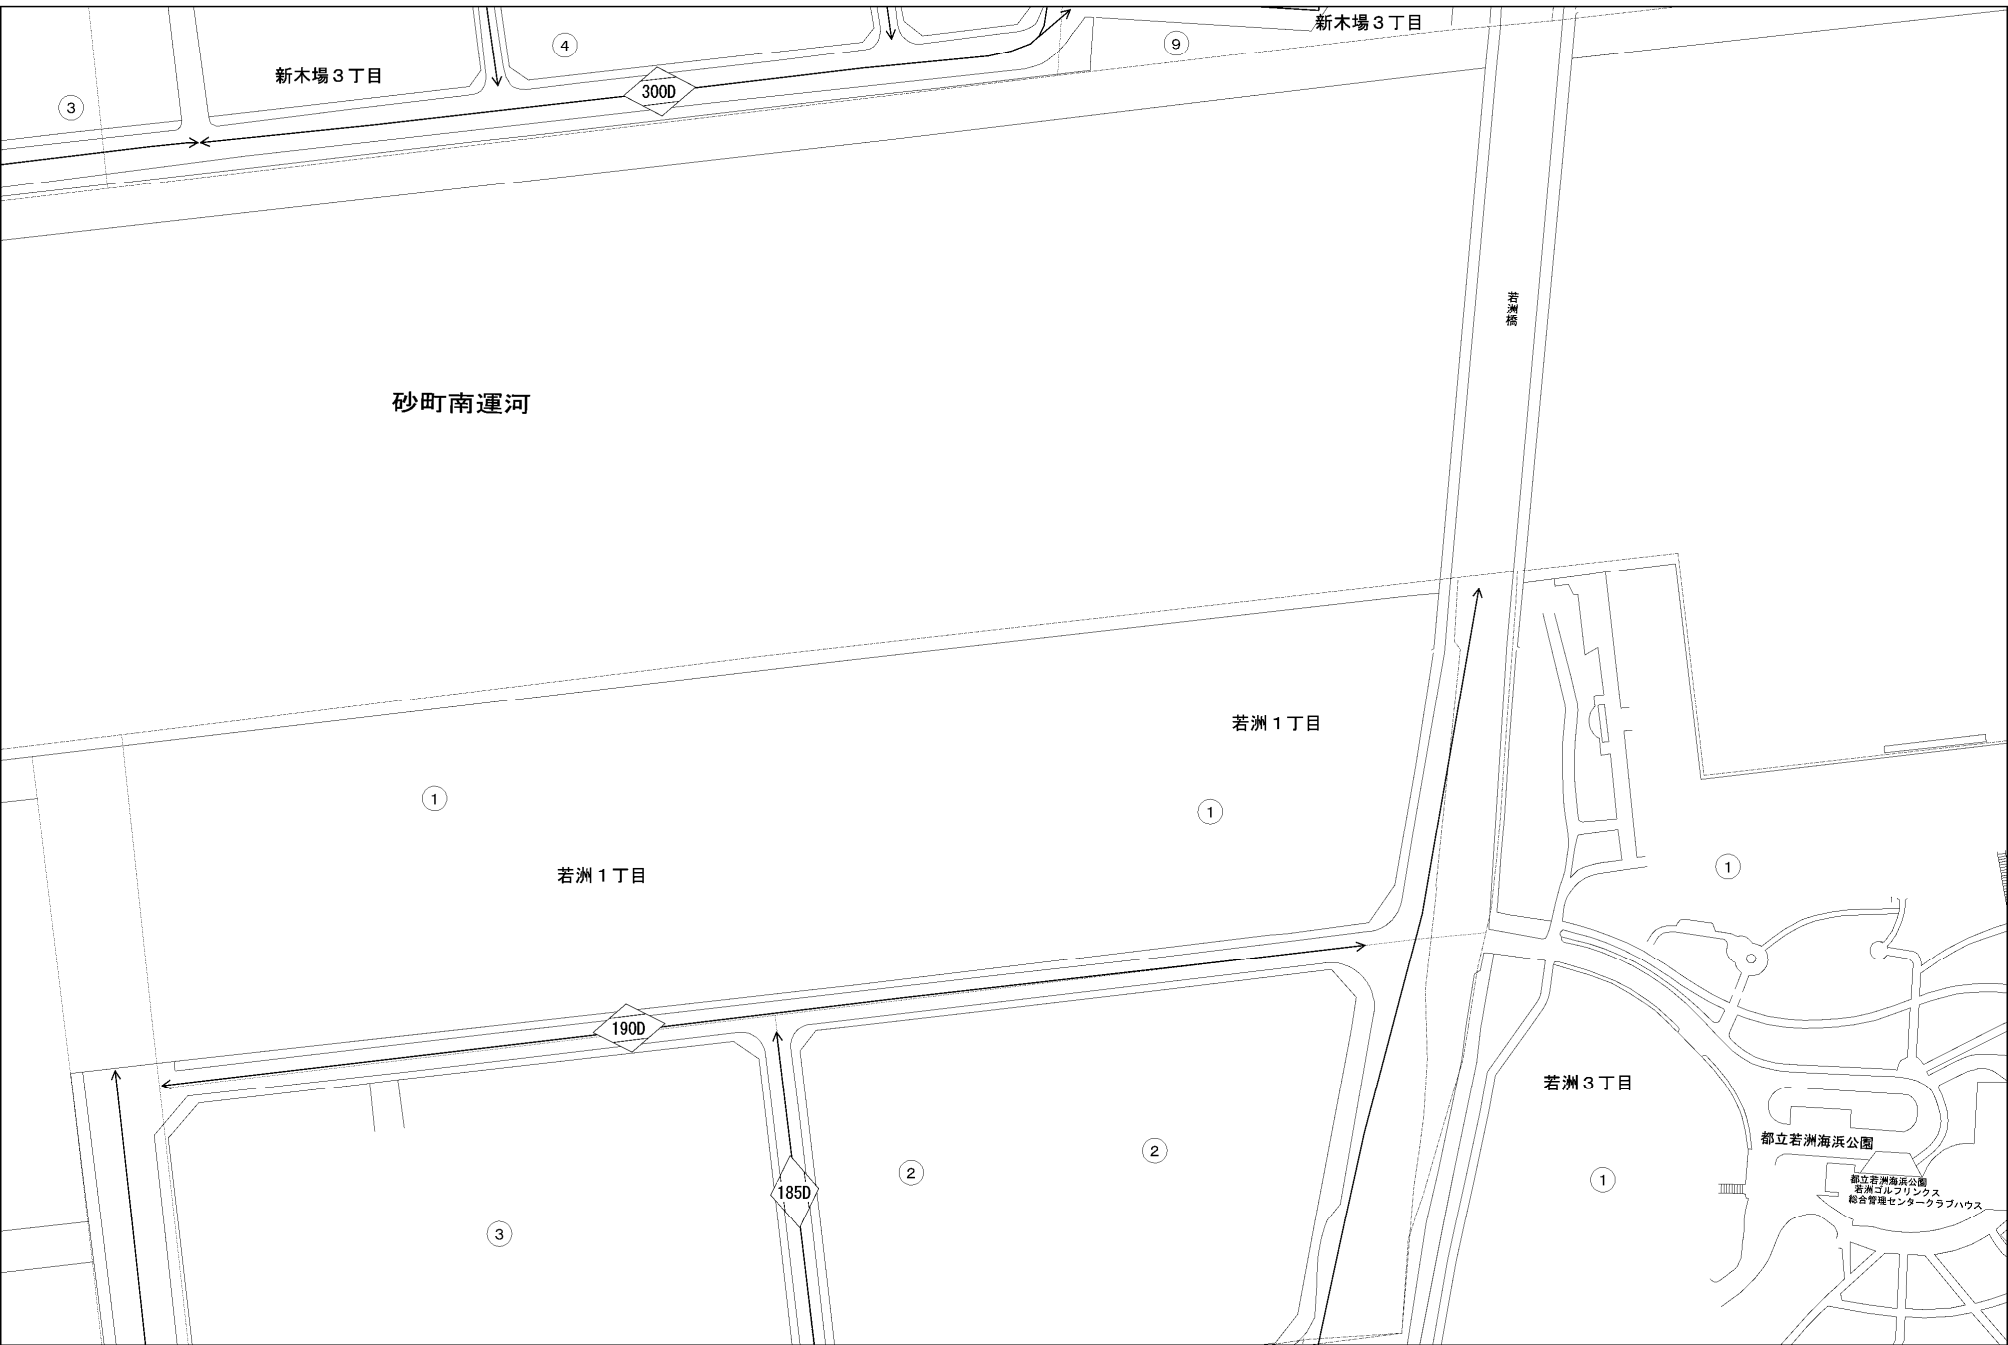 新木場３丁目
④
⑨
新木場３丁目
300D
③
若洲橋
砂町南運河
若洲１丁目
①
①
若洲１丁目
①
190D
若洲３丁目
都立若洲海浜公園
②
②
①
都立若洲海浜公園
若洲ゴルフリンクス
総合管理センタークラブハウス
185D
③